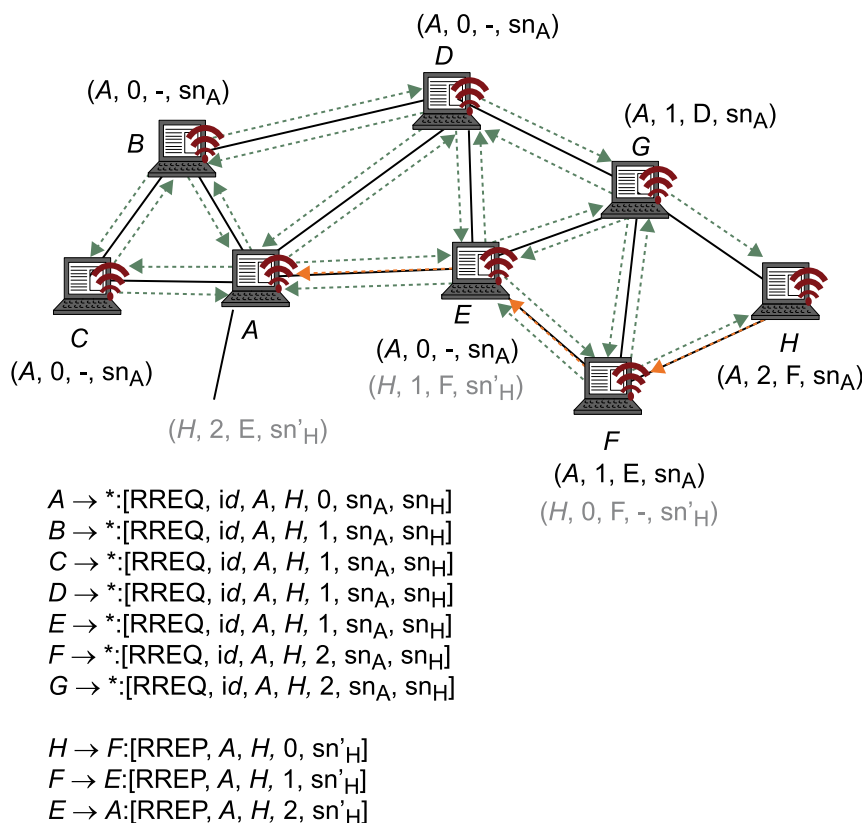 (A, 0, -, snA)
D
(A, 0, -, snA)
B
(A, 1, D, snA)
G
C
(A, 0, -, snA)
A
E
(A, 0, -, snA)
(H, 1, F, sn'H)
H
(A, 2, F, snA)
(H, 2, E, sn'H)
F
(A, 1, E, snA)
(H, 0, F, -, sn'H)
A → *:[RREQ, id, A, H, 0, snA, snH]
B → *:[RREQ, id, A, H, 1, snA, snH]
C → *:[RREQ, id, A, H, 1, snA, snH]
D → *:[RREQ, id, A, H, 1, snA, snH]
E → *:[RREQ, id, A, H, 1, snA, snH]
F → *:[RREQ, id, A, H, 2, snA, snH]
G → *:[RREQ, id, A, H, 2, snA, snH]
H → F:[RREP, A, H, 0, sn’H]
F → E:[RREP, A, H, 1, sn’H]
E → A:[RREP, A, H, 2, sn’H]